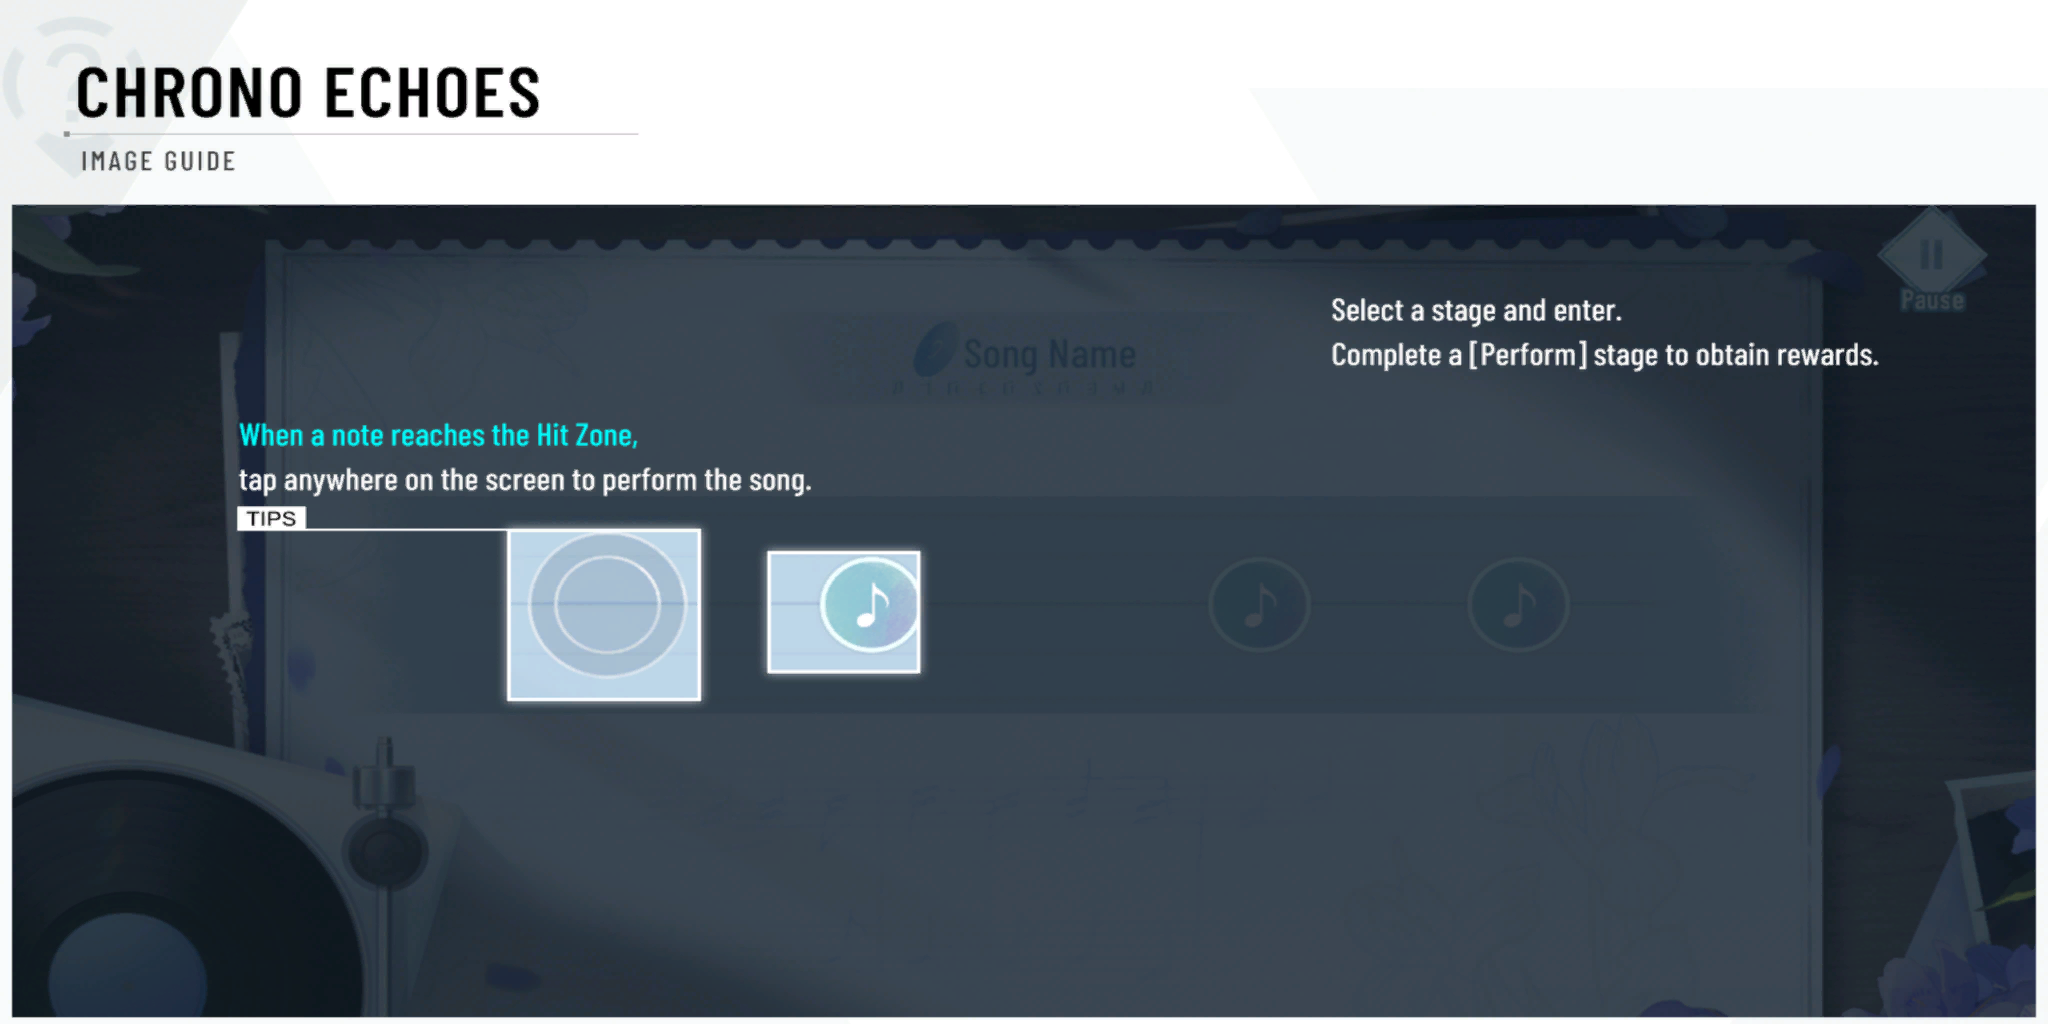 CHRONO ECHOES
IMAGE GUIDE
Pause
Select a stage and enter.
Complete a [Perform] stage to obtain rewards.
Song Name
When a note reaches the Hit Zone,
tap anywhere on the screen to perform the song.
TIPS